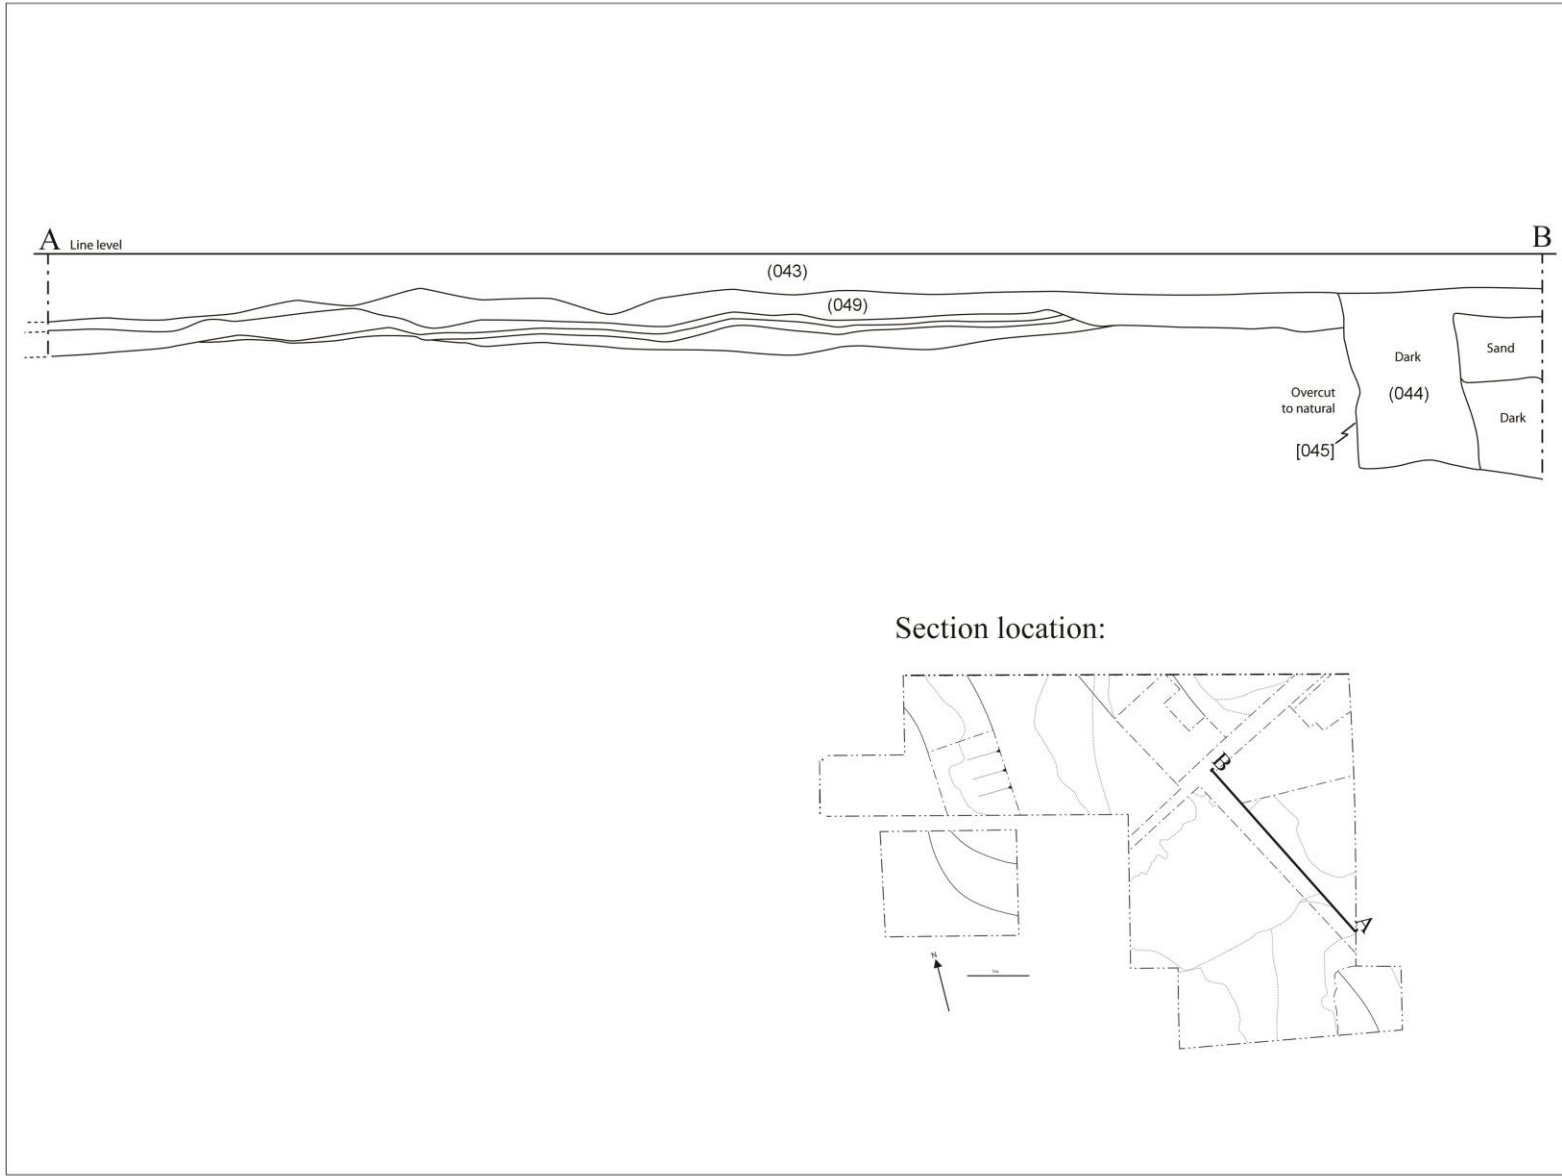 A Line level B
(043)
(049)
Dark
(044)
Sand
Dark
Overcut
to natural
[045]
Section location:
B
A
N